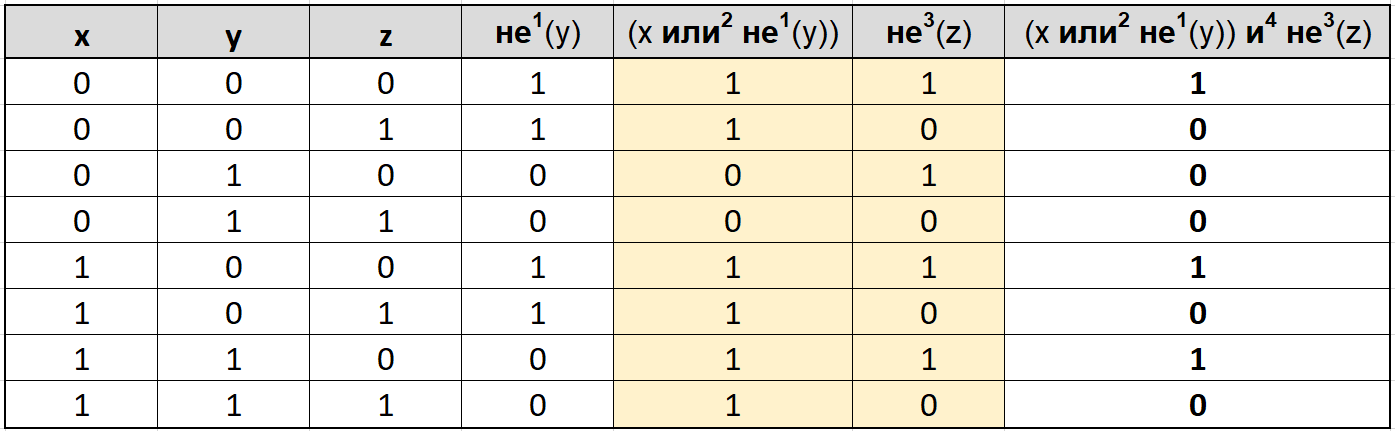 x y z не¹(y) (x или² не¹(y)) не³(z) (x или² не¹(y)) и⁴ не³(z)
0 0 0 1 1 1 1
0 0 1 1 1 0 0
0 1 0 0 0 1 0
0 1 1 0 0 0 0
1 0 0 1 1 1 1
1 0 1 1 1 0 0
1 1 0 0 1 1 1
1 1 1 0 1 0 0